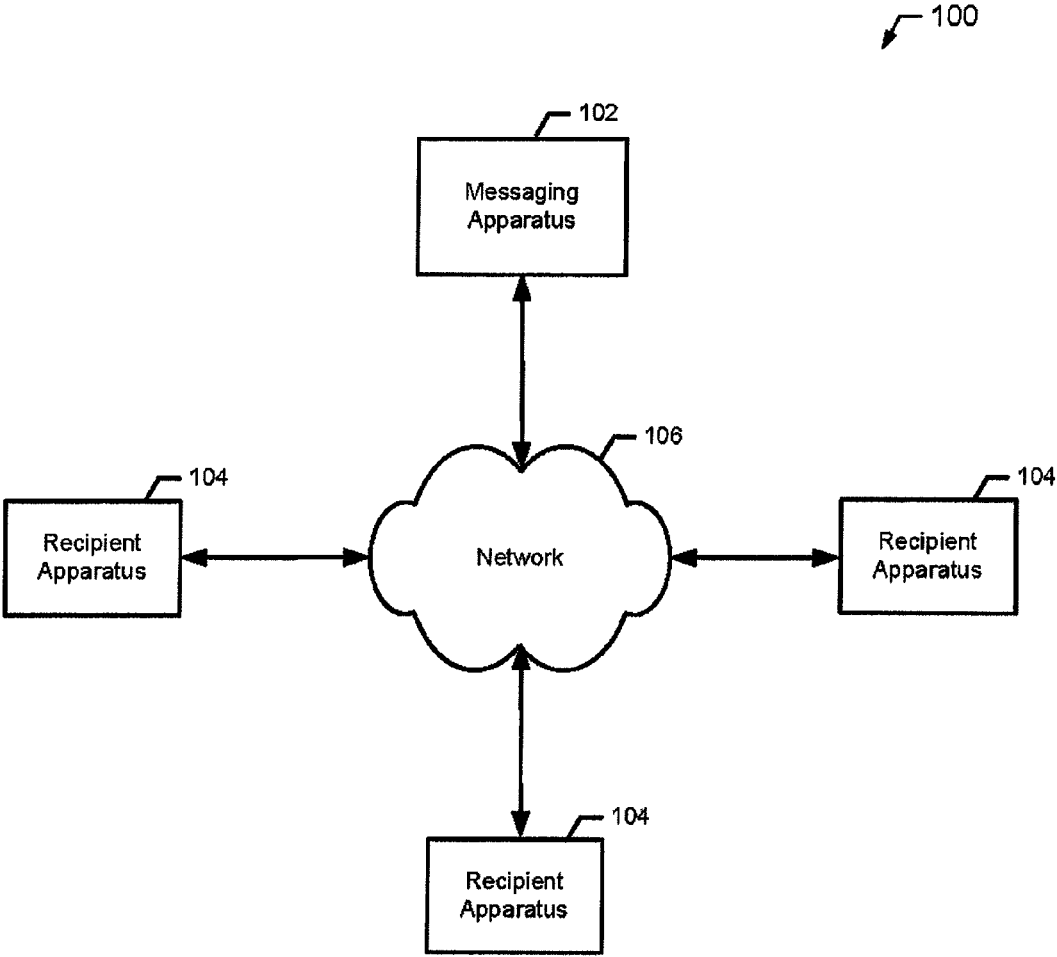 100
102
Messaging
Apparatus
106
104
Recipient
Apparatus
Network
104
Recipient
Apparatus
104
Recipient
Apparatus